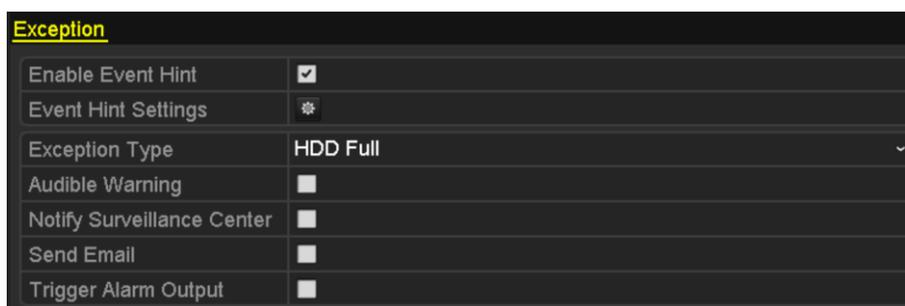 Exception
Enable Event Hint
Event Hint Settings
Exception Type HDD Full
Audible Warning
Notify Surveillance Center
Send Email
Trigger Alarm Output